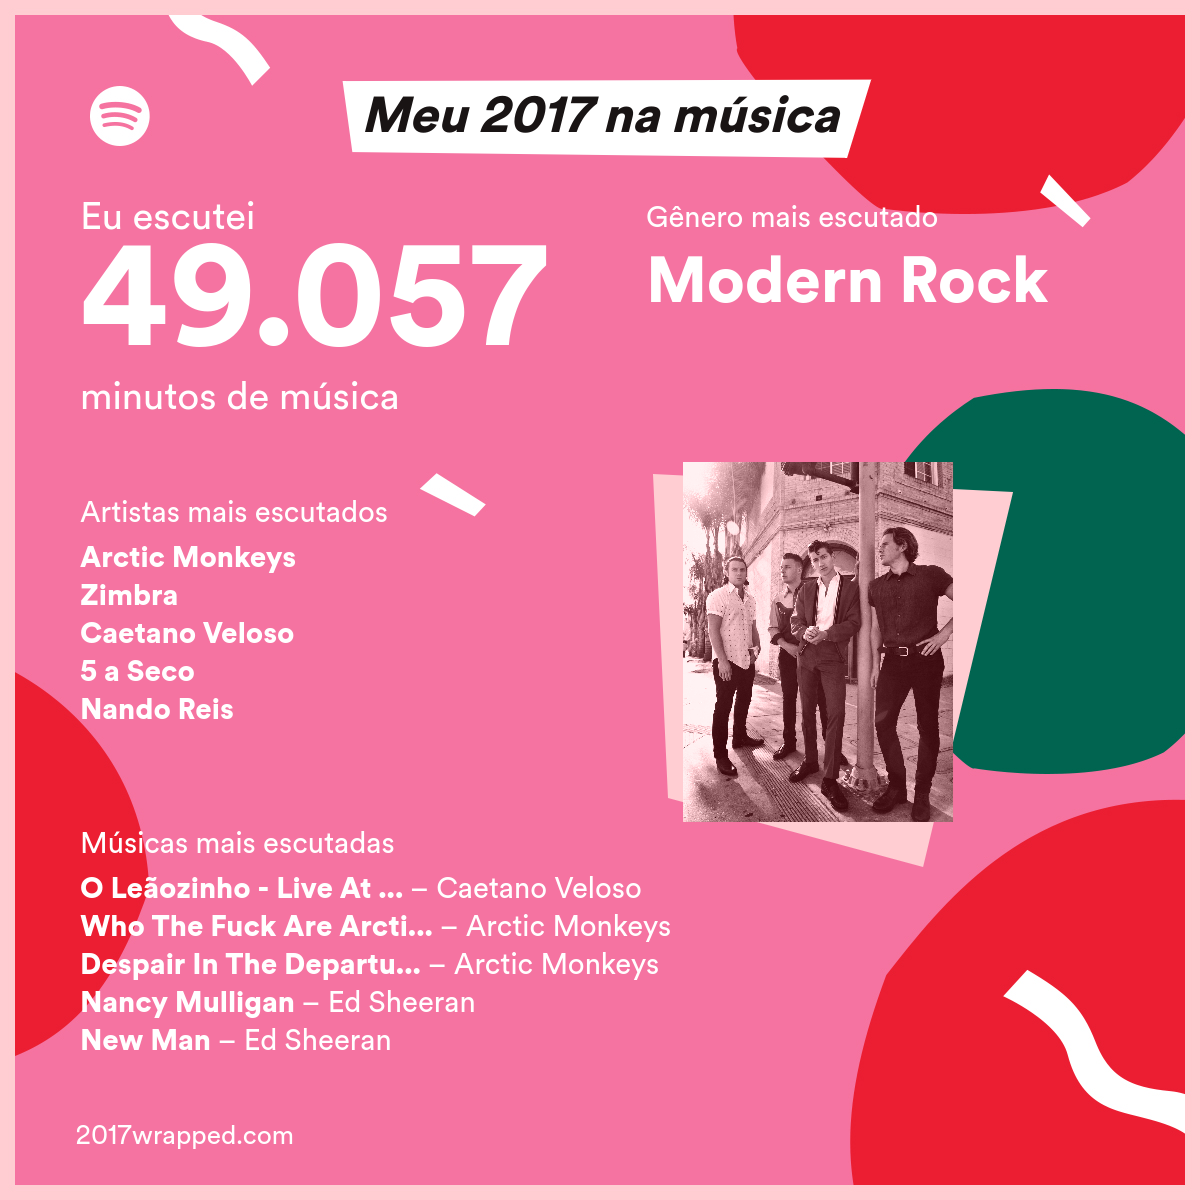 Meu 2017 na música
Eu escutei
49.057
minutos de música
Gênero mais escutado
Modern Rock
Artistas mais escutados
Arctic Monkeys
Zimbra
Caetano Veloso
5 a Seco
Nando Reis
Músicas mais escutadas
O Leãozinho - Live At ... – Caetano Veloso
Who The Fuck Are Arcti... – Arctic Monkeys
Despair In The Departu... – Arctic Monkeys
Nancy Mulligan – Ed Sheeran
New Man – Ed Sheeran
2017wrapped.com